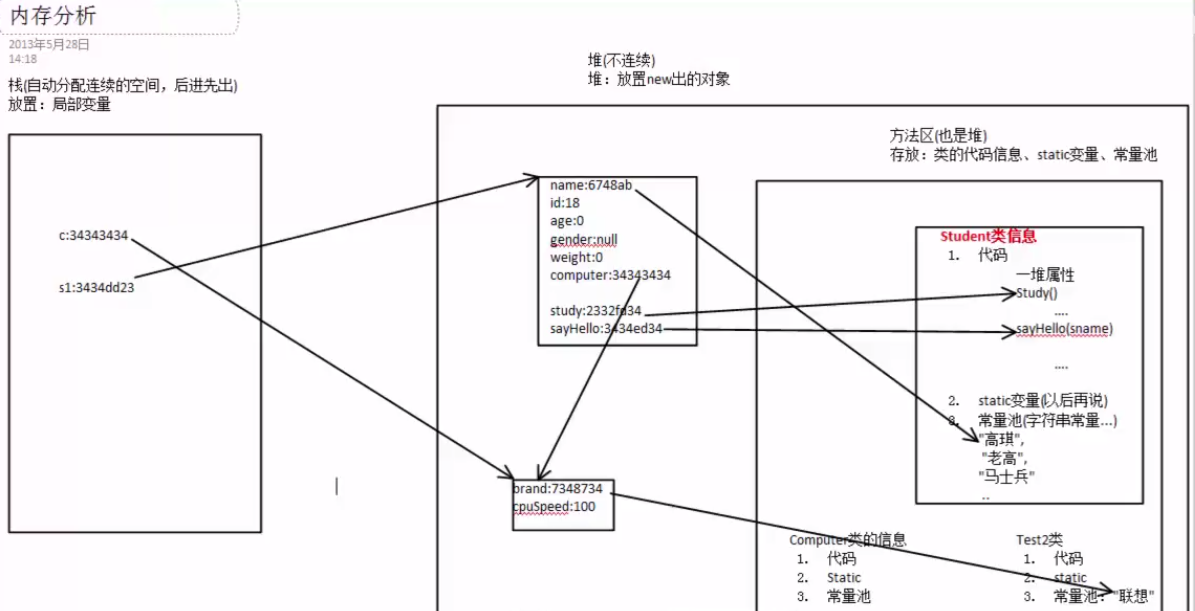 内存分析
2013年5月28日
14:18
栈(自动分配连续的空间，后进先出)
放置：局部变量
c:34343434
s1:3434dd23
堆(不连续)
堆：放置new出的对象
方法区(也是堆)
存放：类的代码信息、static变量、常量池
name:6748ab
id:18
age:0
gender:null
weight:0
computer:34343434
study:2332fd34
sayHello:3434ed34
brand:7348734
cpuSpeed:100
Student类信息
1. 代码
一堆属性
Study()
....
sayHello(sname)
....
2. static变量(以后再说)
3. 常量池(字符串常量...)
"高琪",
"老高",
"马士兵"
..
Computer类的信息
1. 代码
2. Static
3. 常量池
Test2类
1. 代码
2. static
3. 常量池："联想"